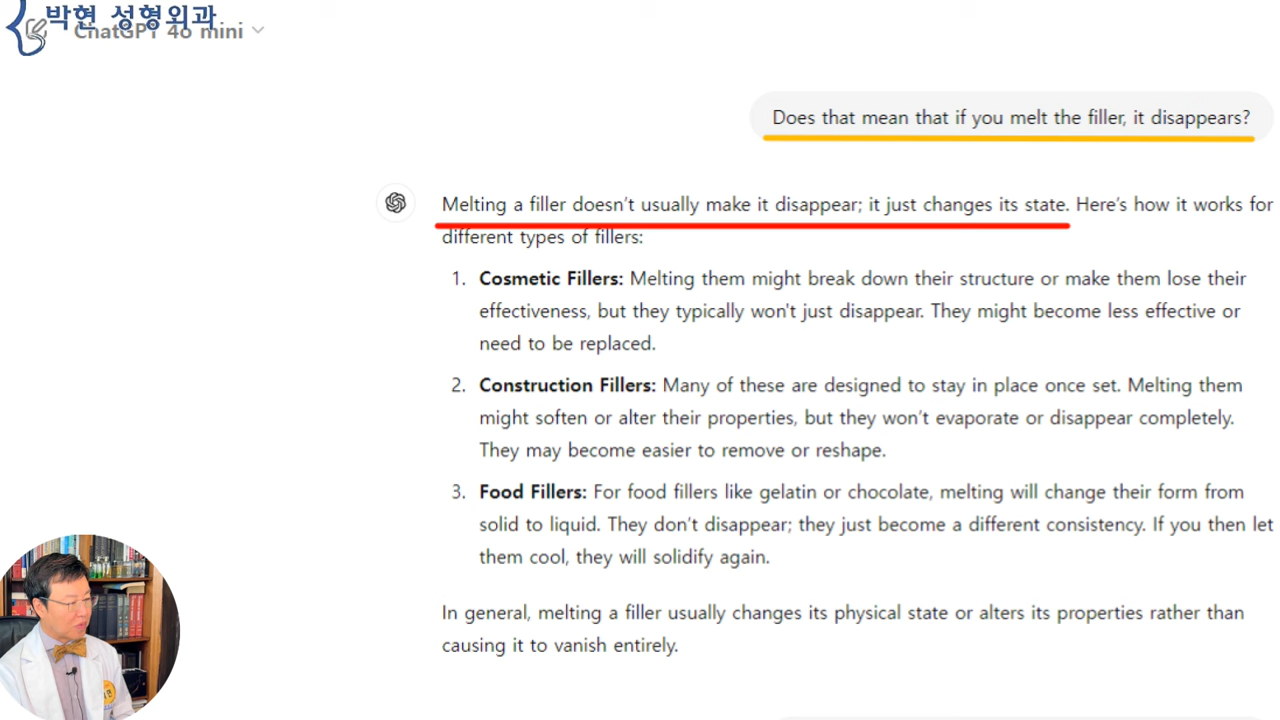 박현 성형외과
ChatGPT 4o mini
Does that mean that if you melt the filler, it disappears?
Melting a filler doesn't usually make it disappear; it just changes its state. Here's how it works for
different types of fillers:
1. Cosmetic Fillers: Melting them might break down their structure or make them lose their
effectiveness, but they typically won't just disappear. They might become less effective or
need to be replaced.
2. Construction Fillers: Many of these are designed to stay in place once set. Melting them
might soften or alter their properties, but they won't evaporate or disappear completely.
They may become easier to remove or reshape.
3. Food Fillers: For food fillers like gelatin or chocolate, melting will change their form from
solid to liquid. They don't disappear; they just become a different consistency. If you then let
them cool, they will solidify again.
In general, melting a filler usually changes its physical state or alters its properties rather than
causing it to vanish entirely.